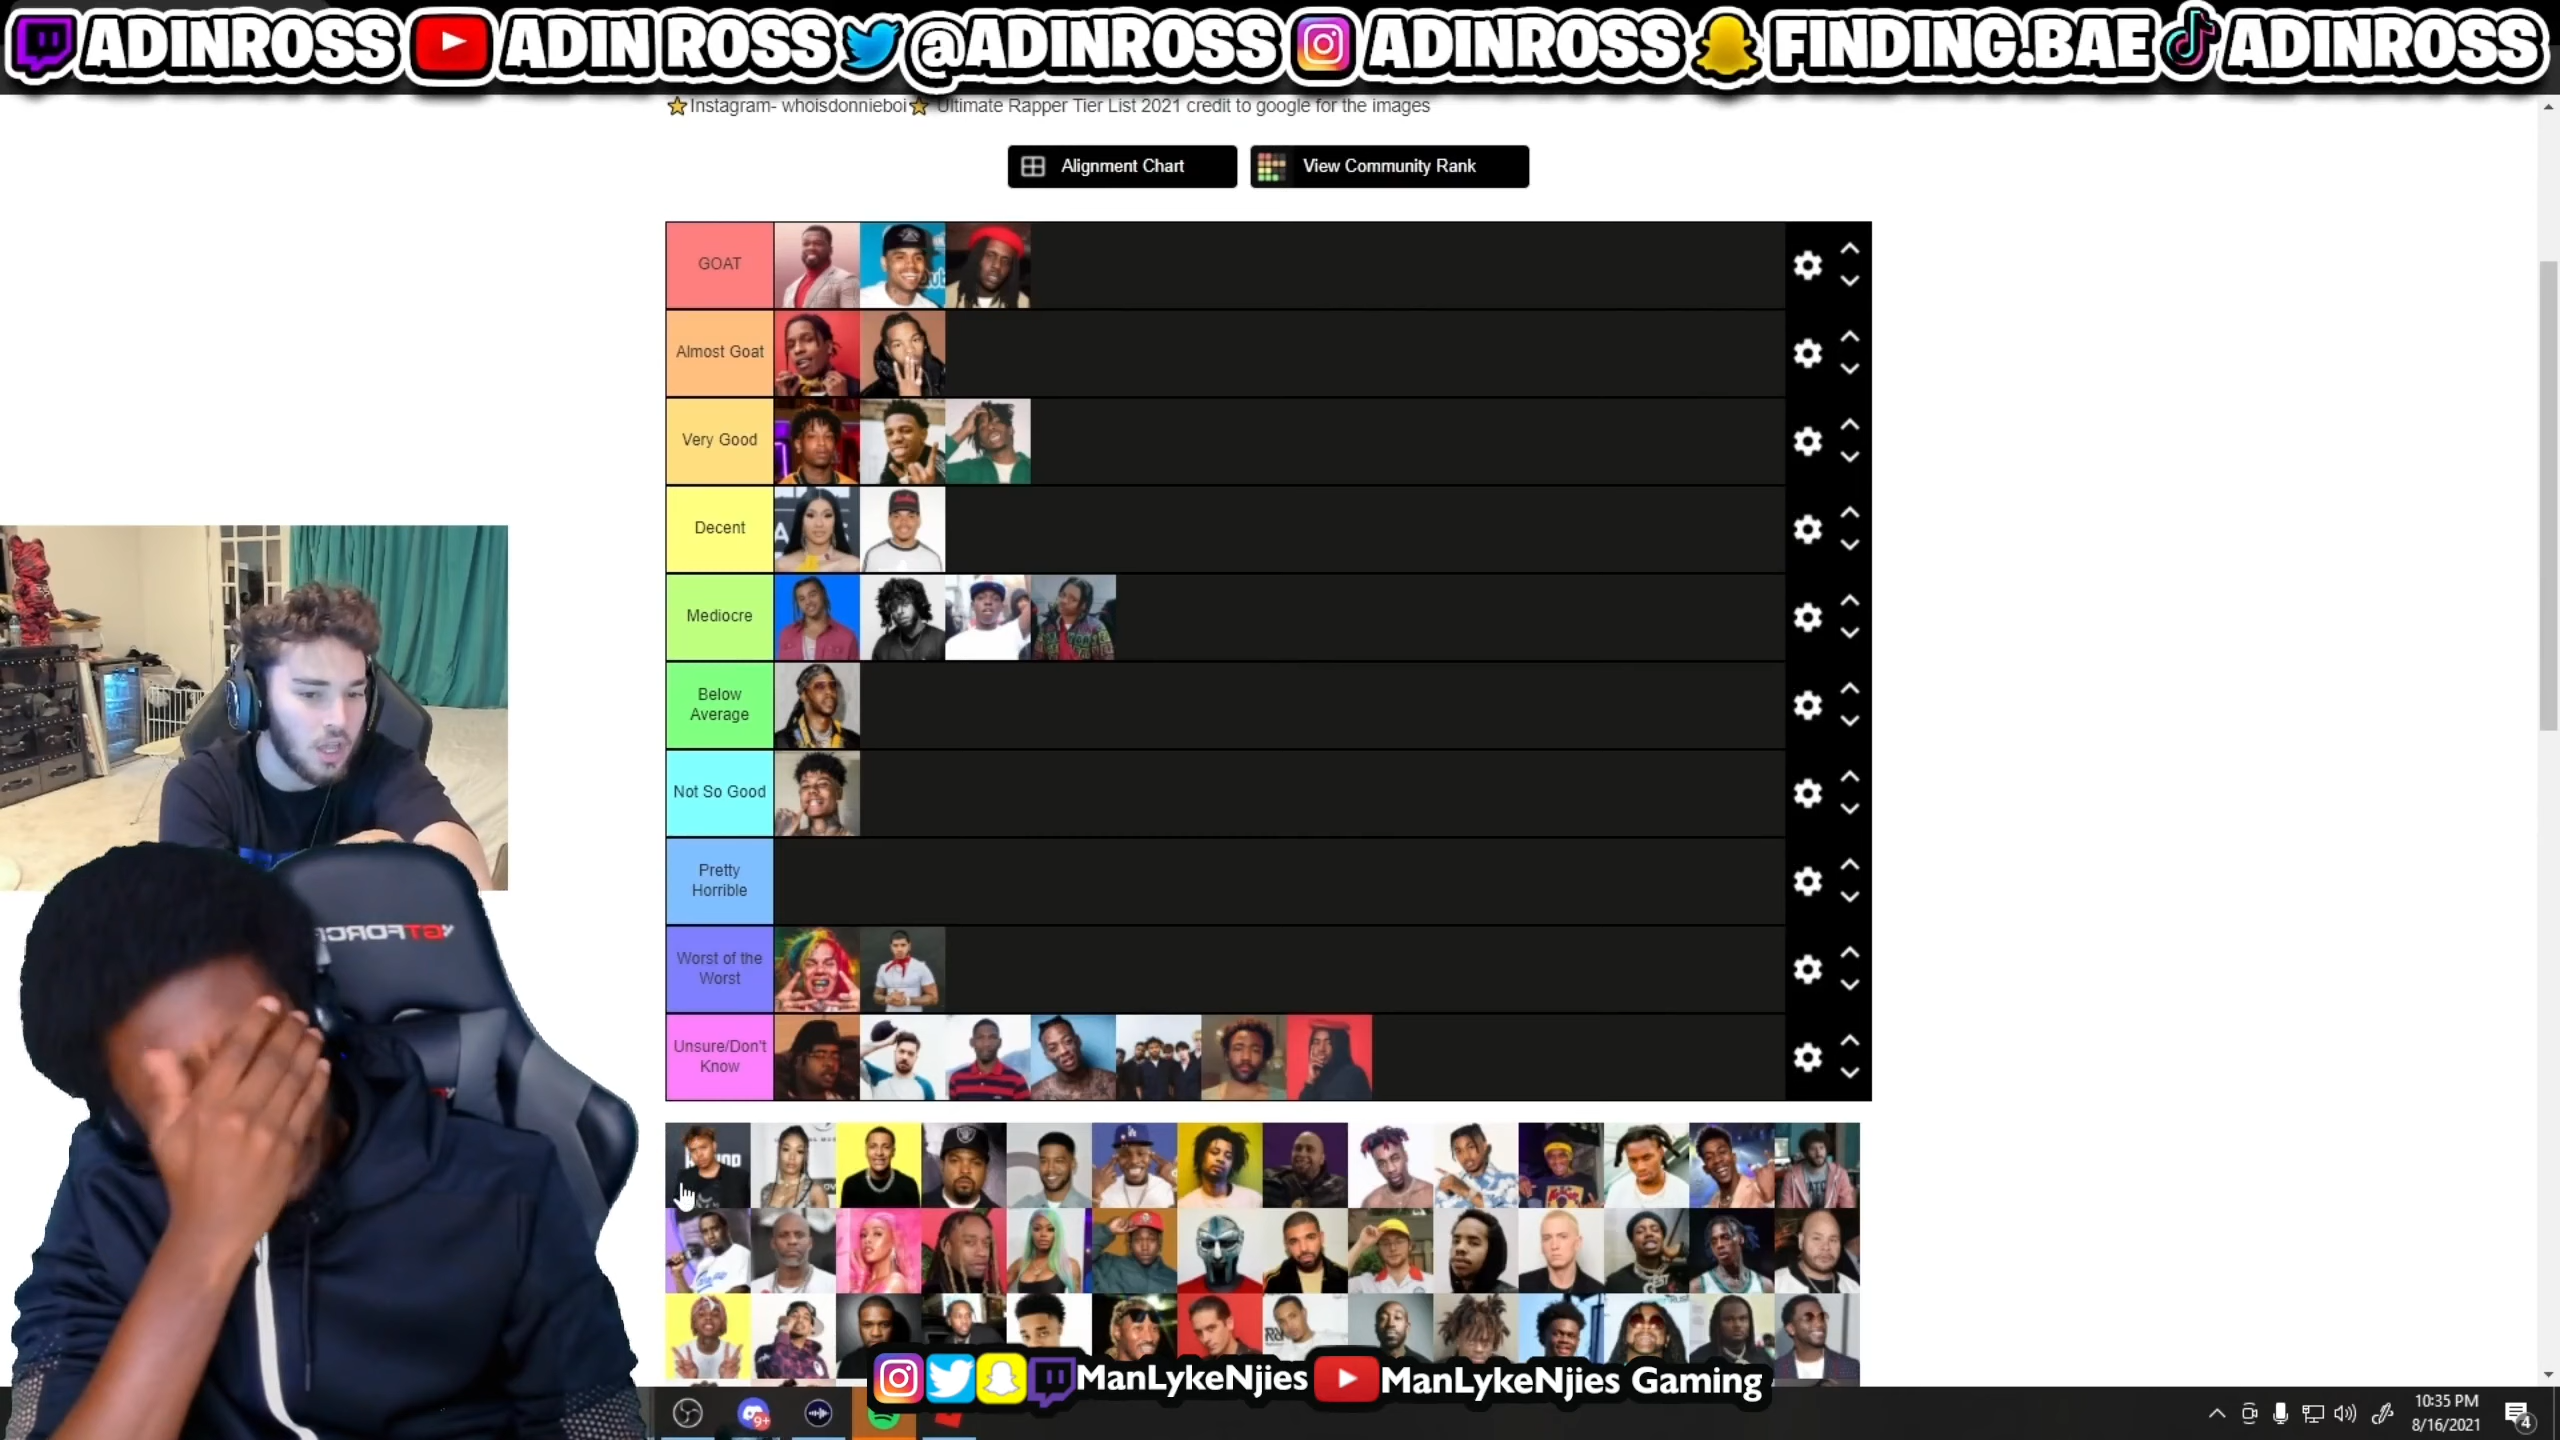 ADINROSS ADIN ROSS @ADINROSS ADINROSS FINDING.BAE ADINROSS
⭐Instagram- whoisdonnieboi⭐ Ultimate Rapper Tier List 2021 credit to google for the images
Alignment Chart
View Community Rank
GOAT
Almost Goat
Very Good
Decent
Mediocre
Below
Average
Not So Good
Pretty
Horrible
Worst of the
Worst
Unsure/Don't
Know
ManLykeNjies ManLykeNjies Gaming
9+
10:35 PM
8/16/2021
4